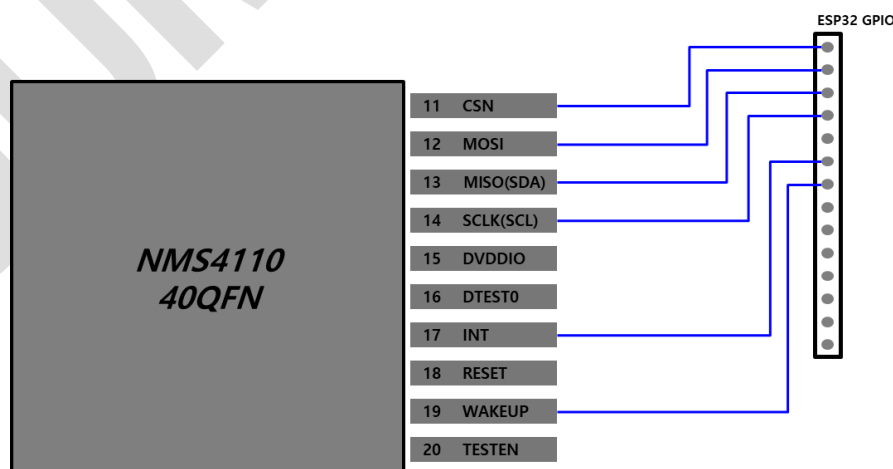 ESP32 GPIO
11 CSN
12 MOSI
13 MISO(SDA)
14 SCLK(SCL)
15 DVDDIO
16 DTEST0
17 INT
18 RESET
19 WAKEUP
20 TESTEN
NMS4110
40QFN